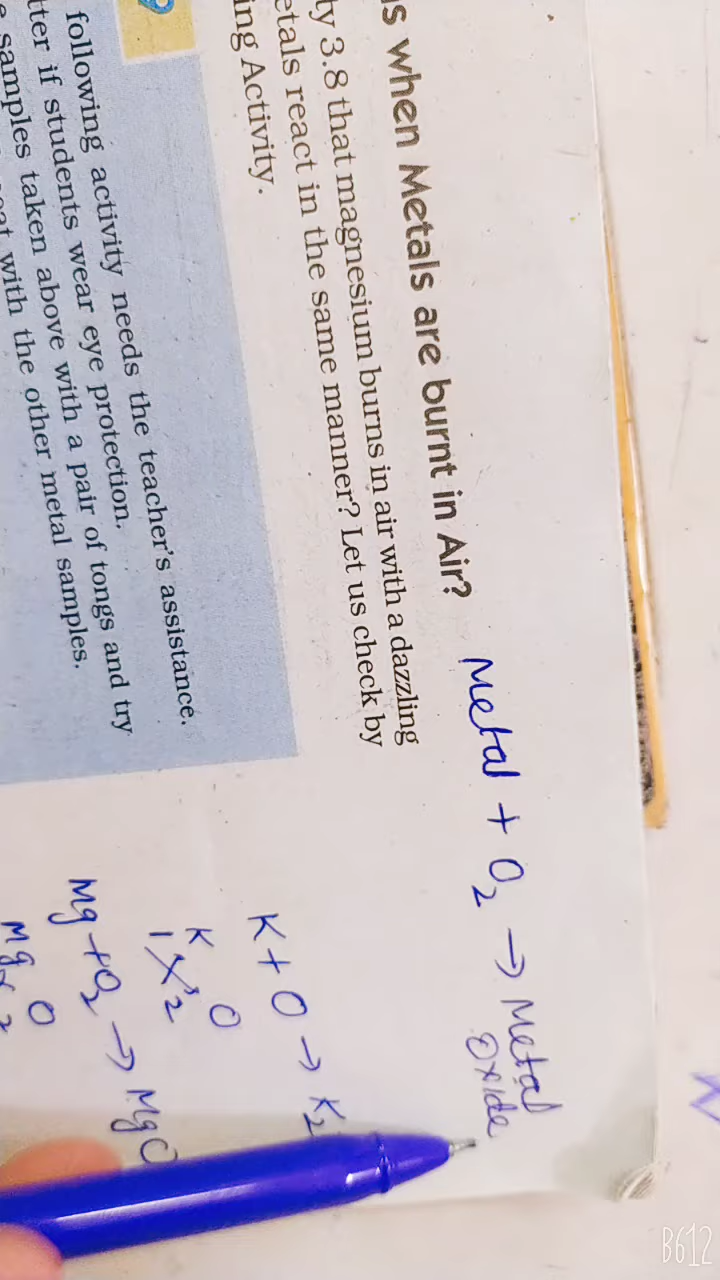 s when Metals are burnt in Air?
ty 3.8 that magnesium burns in air with a dazzling
etals react in the same manner? Let us check by
ing Activity.
following activity needs the teacher's assistance.
tter if students wear eye protection.
samples taken above with a pair of tongs and try
with the other metal samples.
Metal + O2 → Metal
Oxide
K + O → K2
K O
1 2
Mg + O2 → MgO
Mg O
2
B612